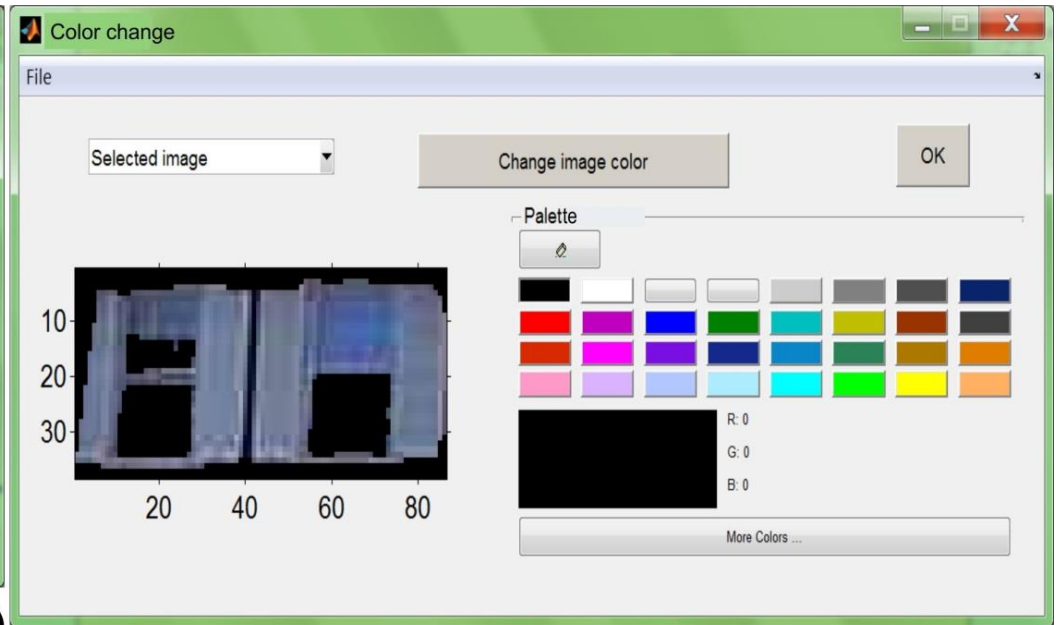 Color change
File
Selected image
Change image color
OK
Palette
R: 0
G: 0
B: 0
More Colors ...
10
20
30
20 40 60 80
)